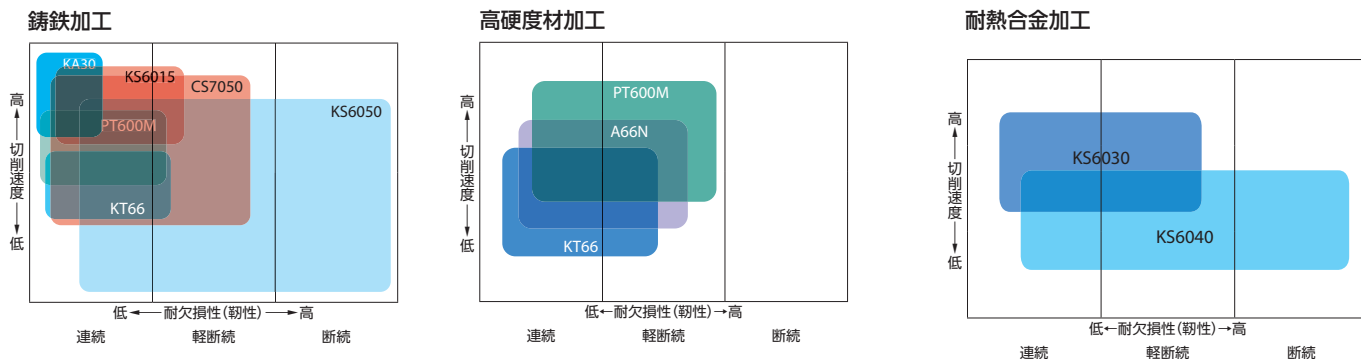 鋳鉄加工
KA30
KS6015
CS7050
KS6050
PT600M
KT66
高
切削速度
低
低 耐欠損性(靭性) 高
連続 軽断続 断続
高硬度材加工
PT600M
A66N
KT66
高
切削速度
低
低 耐欠損性(靭性) 高
連続 軽断続 断続
耐熱合金加工
KS6030
KS6040
高
切削速度
低
低 耐欠損性(靭性) 高
連続 軽断続 断続